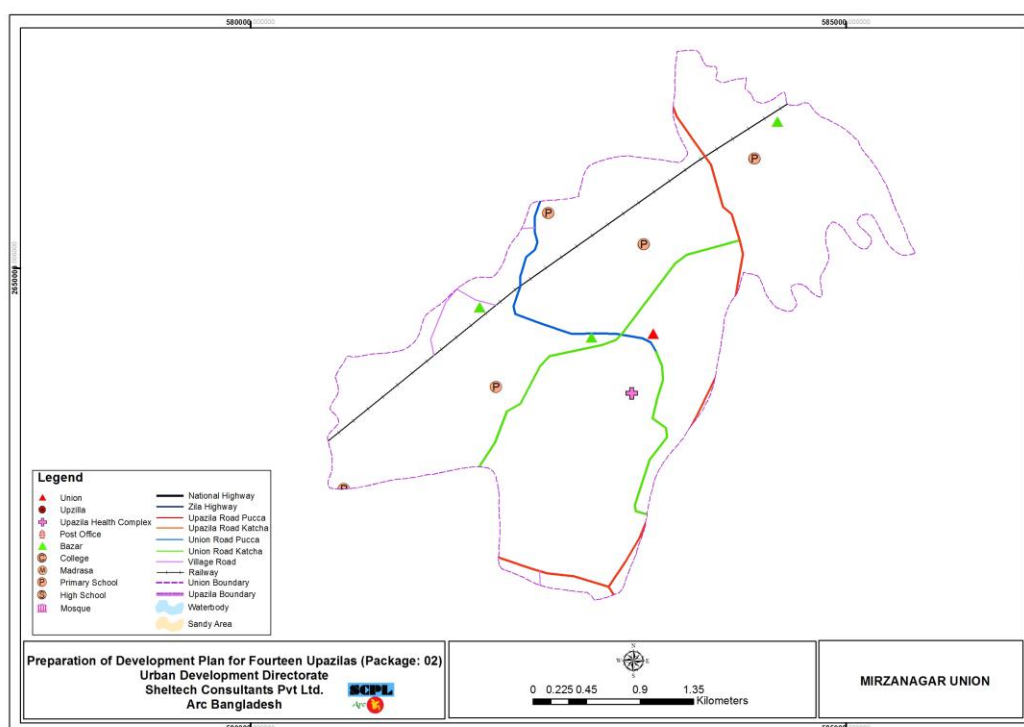 580000.000000
585000.000000
2650000.000000
P
P
P
P
P
Legend
Union
Upzilla
Upazila Health Complex
Post Office
Bazar
C College
M Madrasa
P Primary School
S High School
Mosque
National Highway
Zila Highway
Upazila Road Pucca
Upazila Road Katcha
Union Road Pucca
Union Road Katcha
Village Road
Railway
Union Boundary
Upazila Boundary
Waterbody
Sandy Area
Preparation of Development Plan for Fourteen Upazilas (Package: 02)
Urban Development Directorate
Sheltech Consultants Pvt Ltd.
Arc Bangladesh
SCPL
Arc
N
W E
S
0 0.225 0.45 0.9 1.35
Kilometers
MIRZANAGAR UNION